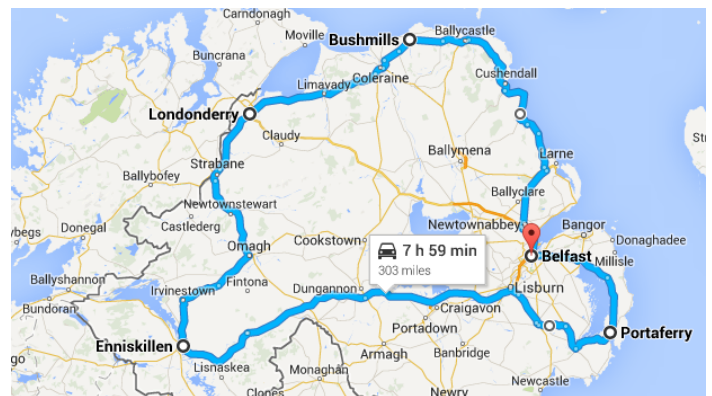 Carndonagh
Moville
Bushmills
Ballycastle
Buncrana
Cushendall
Limavady
Coleraine
Londonderry
Claudy
Ballymena
Larne
Strabane
Ballybofey
Ballyclare
Newtownstewart
Castlederg
Newtownabbey
Bangor
Donegal
Omagh
Cookstown
Donaghadee
7 h 59 min
Belfast
Millisle
303 miles
Ballyshannon
Irvinestown
Fintona
Dungannon
Lisburn
Bundoran
Craigavon
Portadown
Portaferry
Enniskillen
Armagh
Banbridge
Lisnaskea
Monaghan
Newcastle
Clones
Newry